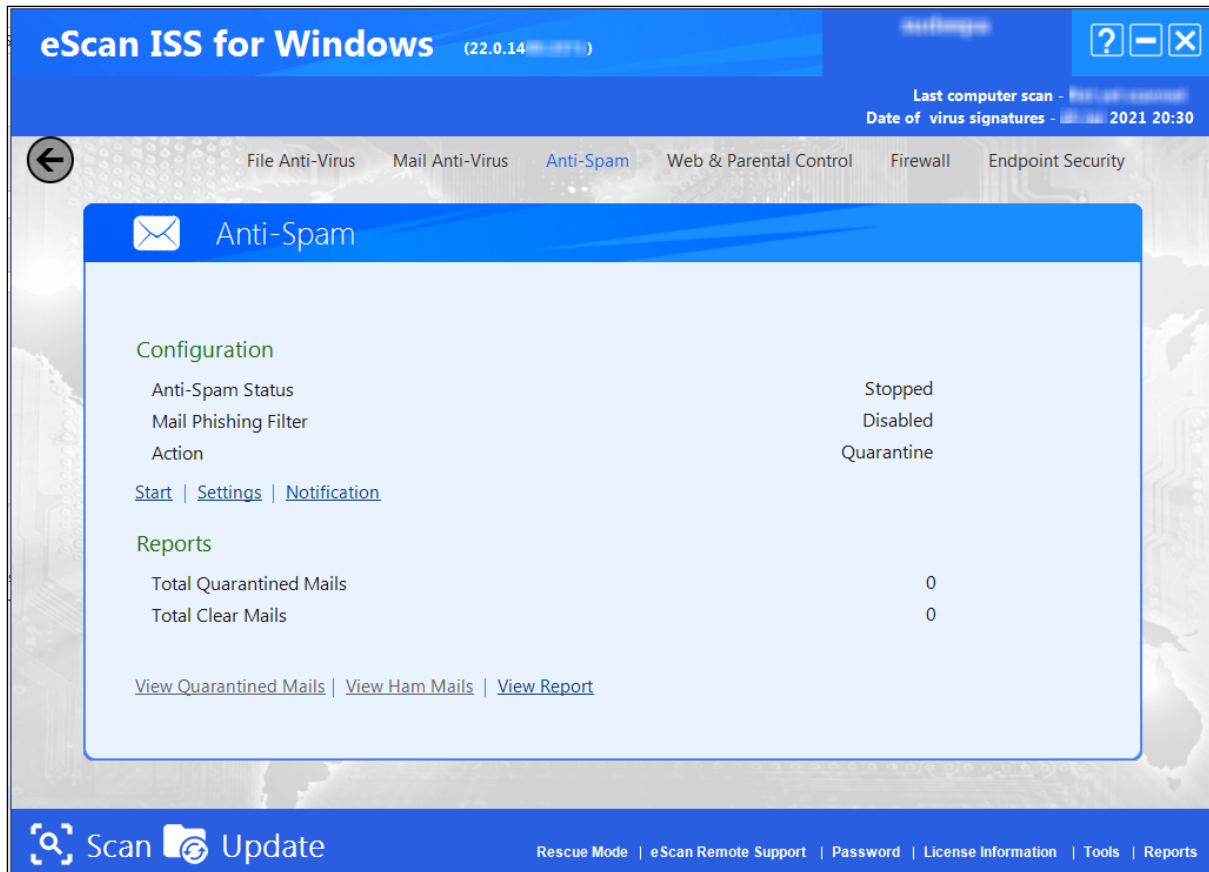 eScan ISS for Windows (22.0.14 )
Last computer scan -
Date of virus signatures - 2021 20:30
File Anti-Virus Mail Anti-Virus Anti-Spam Web & Parental Control Firewall Endpoint Security
Anti-Spam
Configuration
Anti-Spam Status Stopped
Mail Phishing Filter Disabled
Action Quarantine
Start | Settings | Notification
Reports
Total Quarantined Mails 0
Total Clear Mails 0
View Quarantined Mails | View Ham Mails | View Report
Scan Update
Rescue Mode | eScan Remote Support | Password | License Information | Tools | Reports